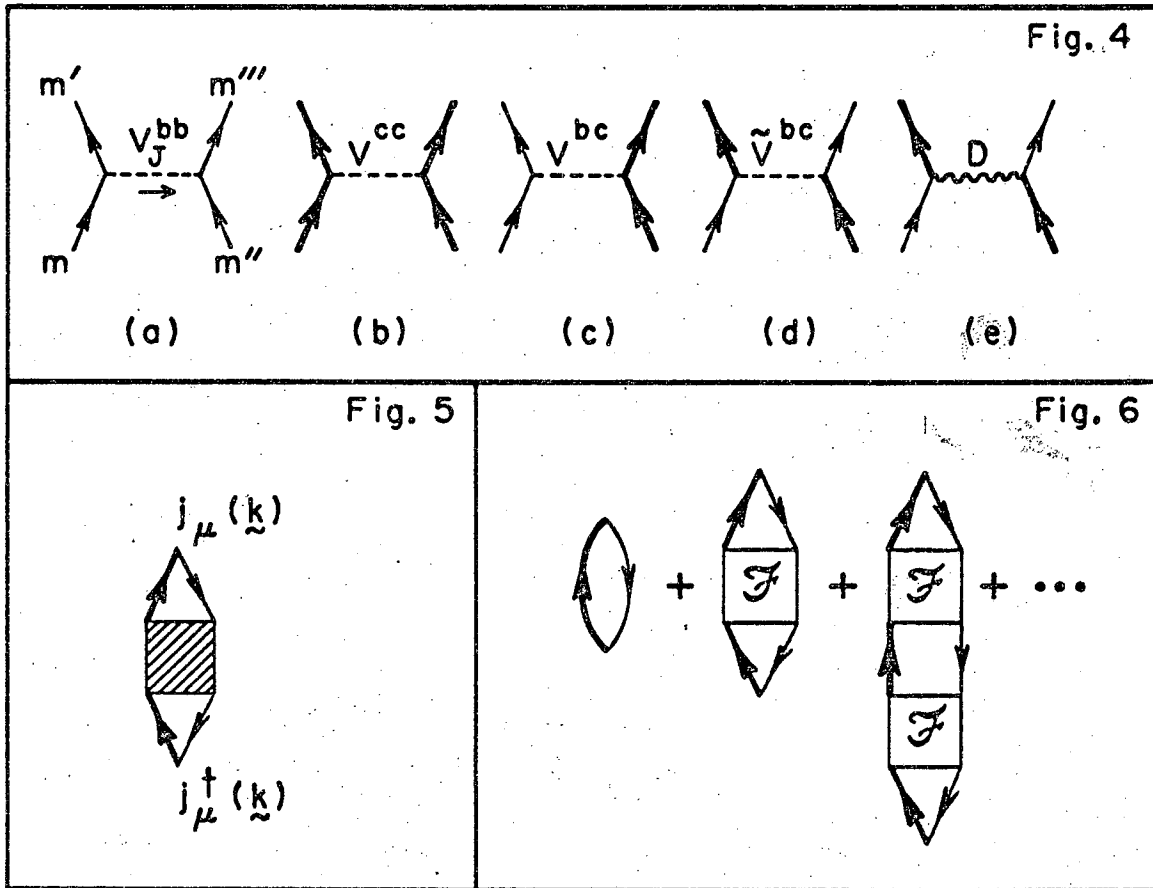 Fig. 4
m′ m‴
V_J^bb V^cc V^bc Ṽ^bc D
→
m m″
(a) (b) (c) (d) (e)
Fig. 5
j_μ(k̰)
j_μ^†(k̰)
Fig. 6
+ ℱ + ℱ + •••
ℱ